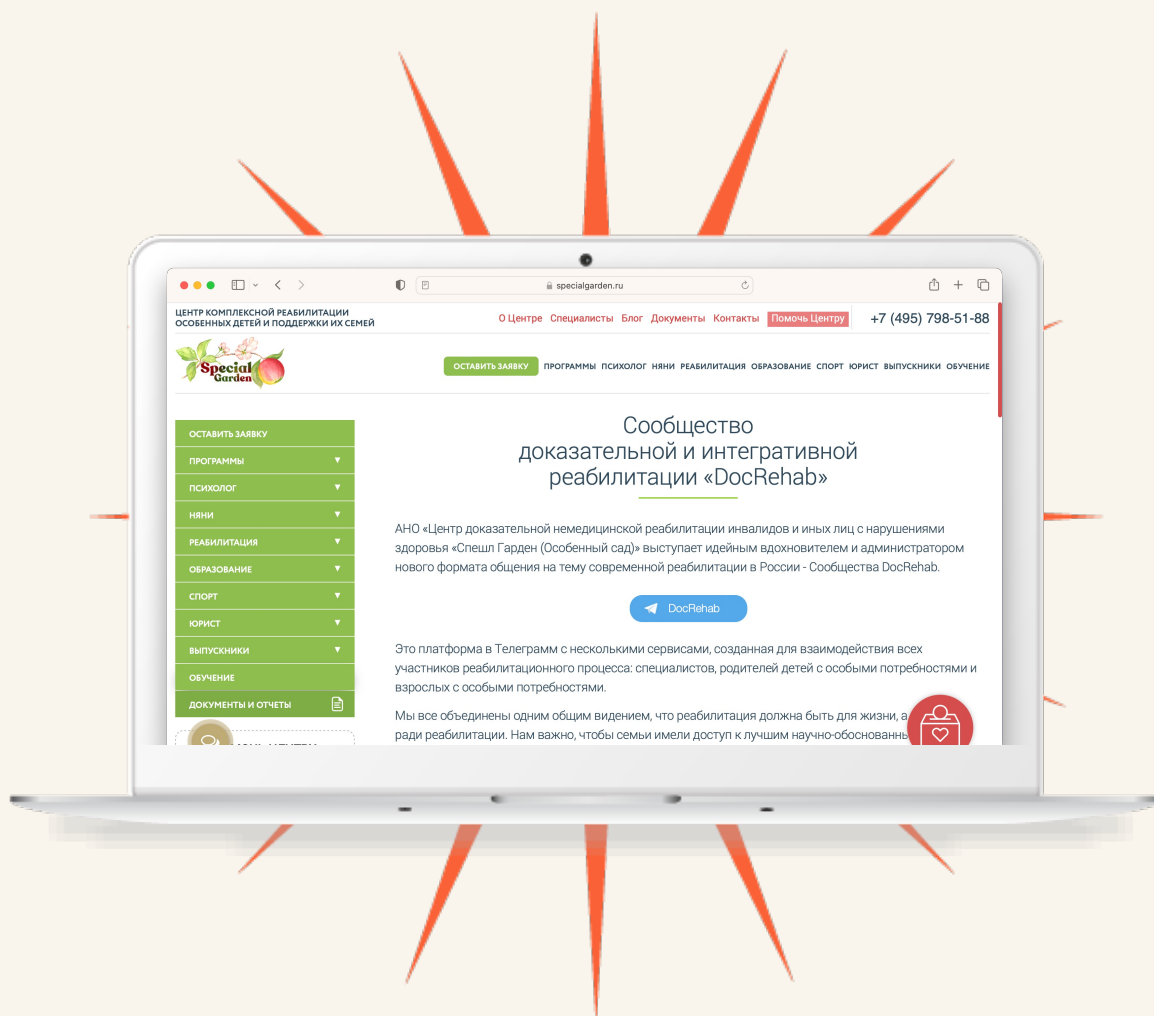 specialgarden.ru
ЦЕНТР КОМПЛЕКСНОЙ РЕАБИЛИТАЦИИ
ОСОБЕННЫХ ДЕТЕЙ И ПОДДЕРЖКИ ИХ СЕМЕЙ
О Центре Специалисты Блог Документы Контакты Помочь Центру +7 (495) 798-51-88
Special
Garden
ОСТАВИТЬ ЗАЯВКУ ПРОГРАММЫ ПСИХОЛОГ НЯНИ РЕАБИЛИТАЦИЯ ОБРАЗОВАНИЕ СПОРТ ЮРИСТ ВЫПУСКНИКИ ОБУЧЕНИЕ
ОСТАВИТЬ ЗАЯВКУ
ПРОГРАММЫ
ПСИХОЛОГ
НЯНИ
РЕАБИЛИТАЦИЯ
ОБРАЗОВАНИЕ
СПОРТ
ЮРИСТ
ВЫПУСКНИКИ
ОБУЧЕНИЕ
ДОКУМЕНТЫ И ОТЧЕТЫ
Сообщество
доказательной и интегративной
реабилитации «DocRehab»
АНО «Центр доказательной немедицинской реабилитации инвалидов и иных лиц с нарушениями
здоровья «Спешл Гарден (Особенный сад)» выступает идейным вдохновителем и администратором
нового формата общения на тему современной реабилитации в России - Сообщества DocRehab.
DocRehab
Это платформа в Телеграмм с несколькими сервисами, созданная для взаимодействия всех
участников реабилитационного процесса: специалистов, родителей детей с особыми потребностями и
взрослых с особыми потребностями.
Мы все объединены одним общим видением, что реабилитация должна быть для жизни, а
ради реабилитации. Нам важно, чтобы семьи имели доступ к лучшим научно-обоснованны